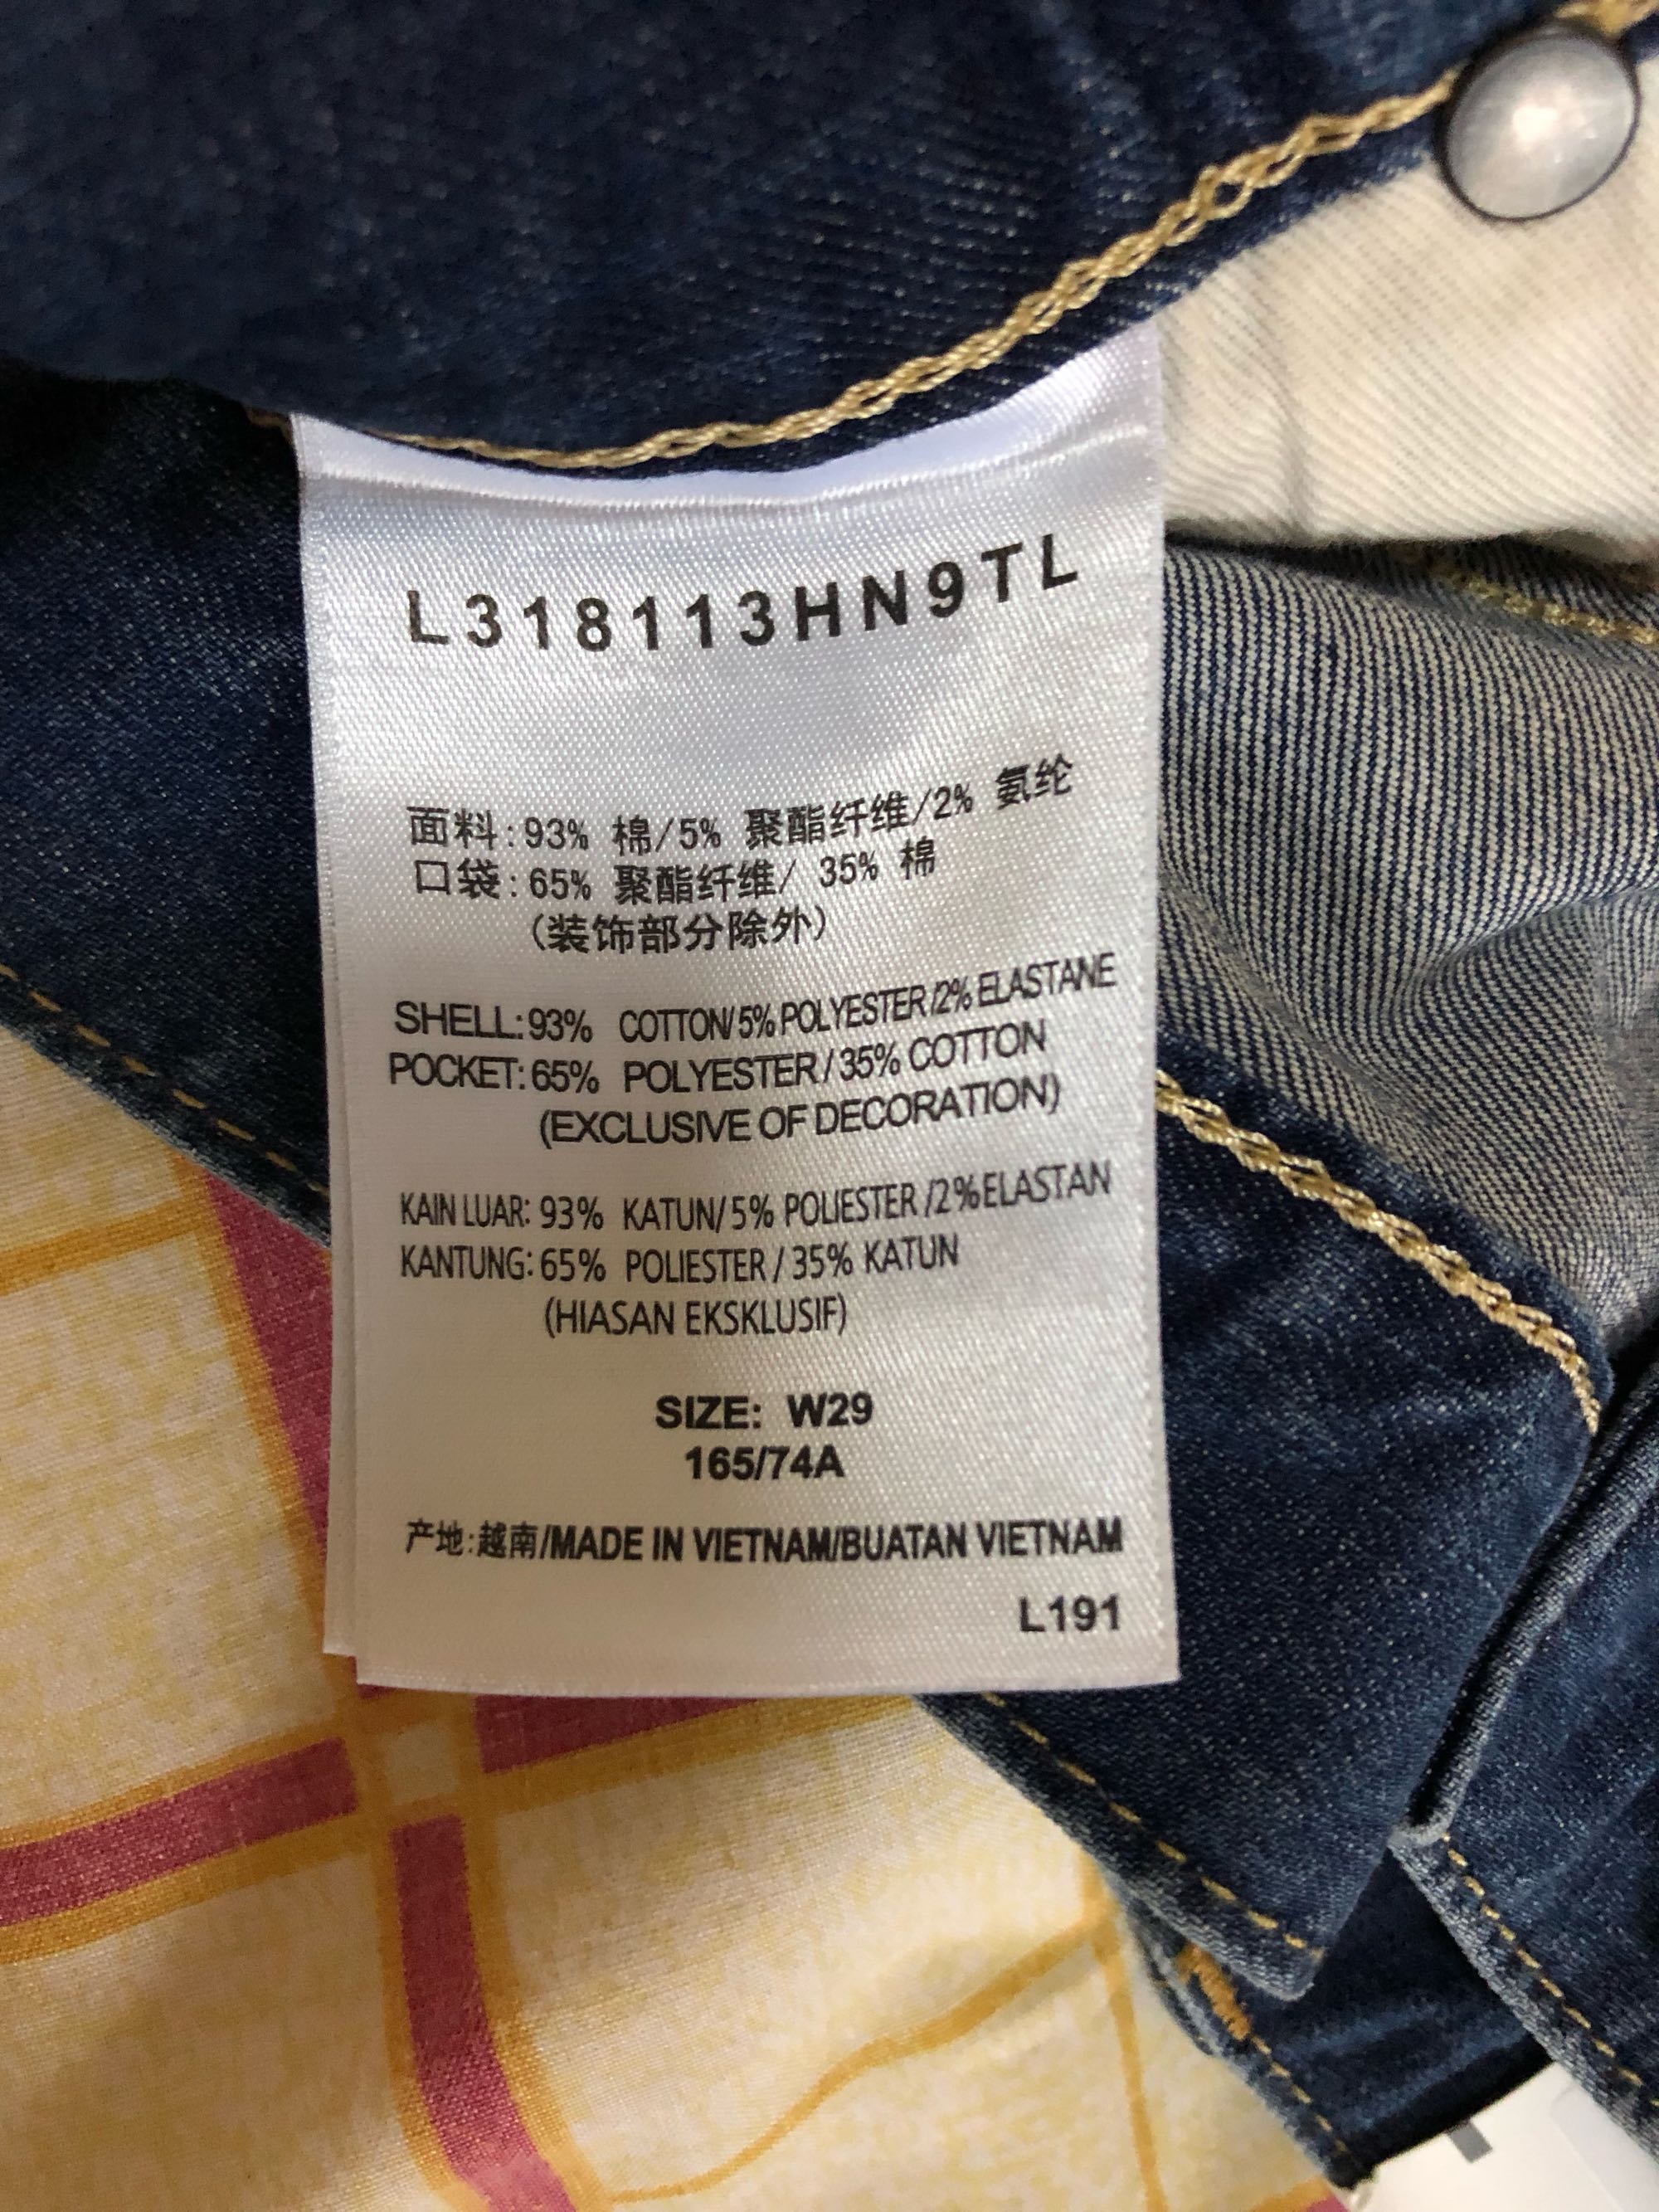 L318113HN9TL
面料:93% 棉/5% 聚酯纤维/2% 氨纶
口袋:65% 聚酯纤维/ 35% 棉
(装饰部分除外)
SHELL:93% COTTON/5% POLYESTER/2% ELASTANE
POCKET:65% POLYESTER/35% COTTON
(EXCLUSIVE OF DECORATION)
KAIN LUAR: 93% KATUN/5% POLIESTER/2%ELASTAN
KANTUNG: 65% POLIESTER/35% KATUN
(HIASAN EKSKLUSIF)
SIZE: W29
165/74A
产地:越南/MADE IN VIETNAM/BUATAN VIETNAM
L191